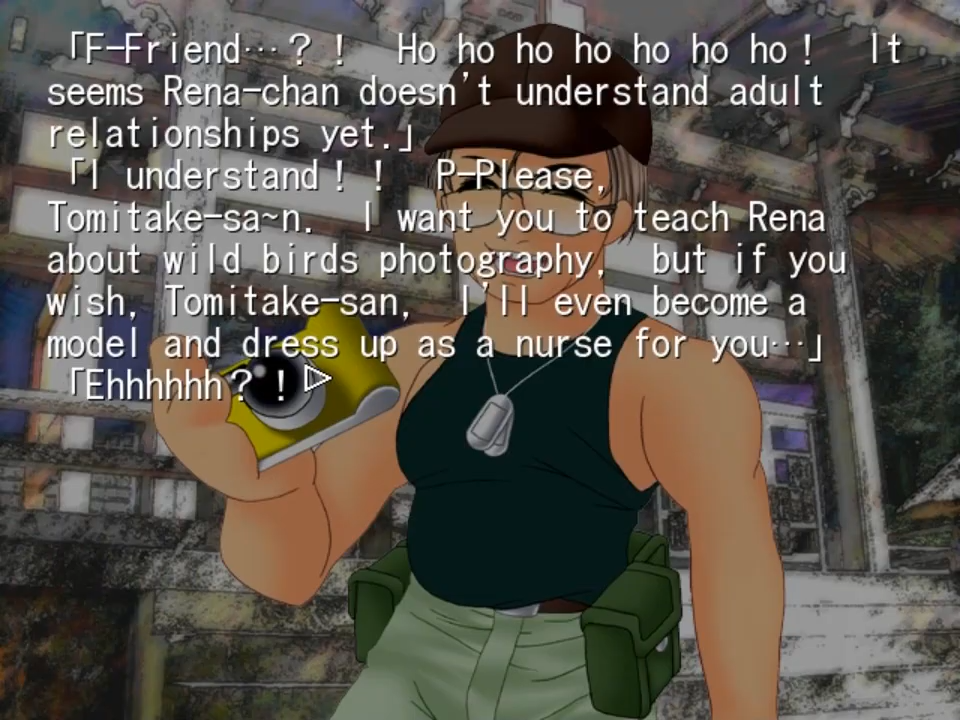 「F-Friend…？！ Ho ho ho ho ho ho ho！ It
seems Rena-chan doesn't understand adult
relationships yet.」
「I understand！！ P-Please,
Tomitake-sa~n. I want you to teach Rena
about wild birds photography, but if you
wish, Tomitake-san, I'll even become a
model and dress up as a nurse for you…」
「Ehhhhhh？！